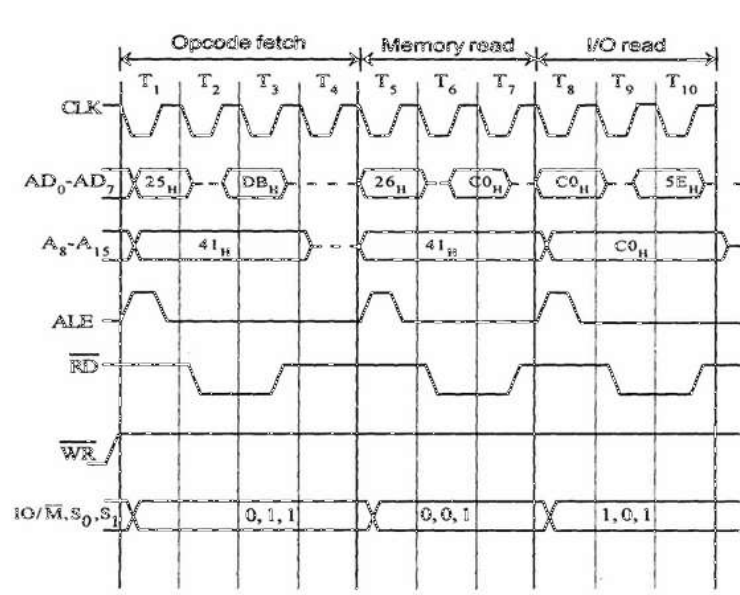 Opcode fetch Memory read I/O read
T1 T2 T3 T4 T5 T6 T7 T8 T9 T10
CLK
AD0-AD7 25H DBH 26H C0H C0H 5EH
A8-A15 41H 41H C0H
ALE
RD
WR
IO/M, S0, S1 0, 1, 1 0, 0, 1 1, 0, 1